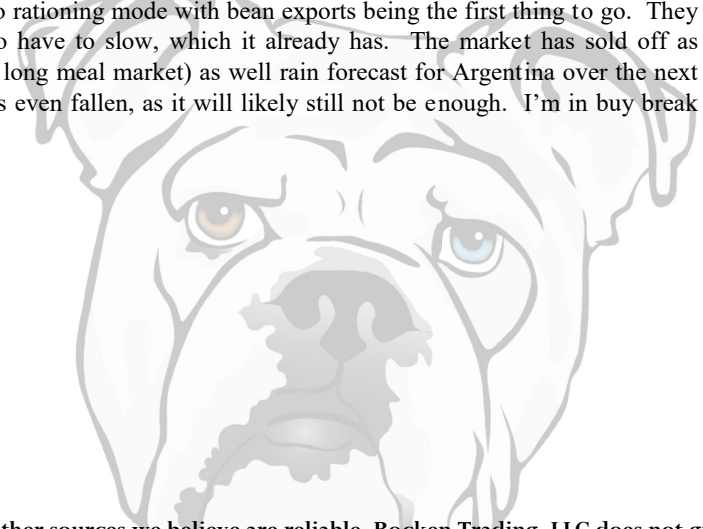 rationing mode with bean exports being the first thing to go. They
have to slow, which it already has. The market has sold off as
long meal market) as well rain forecast for Argentina over the next
even fallen, as it will likely still not be enough. I'm in buy break
ther sources we believe are reliable. Bocken Trading, LLC does not g